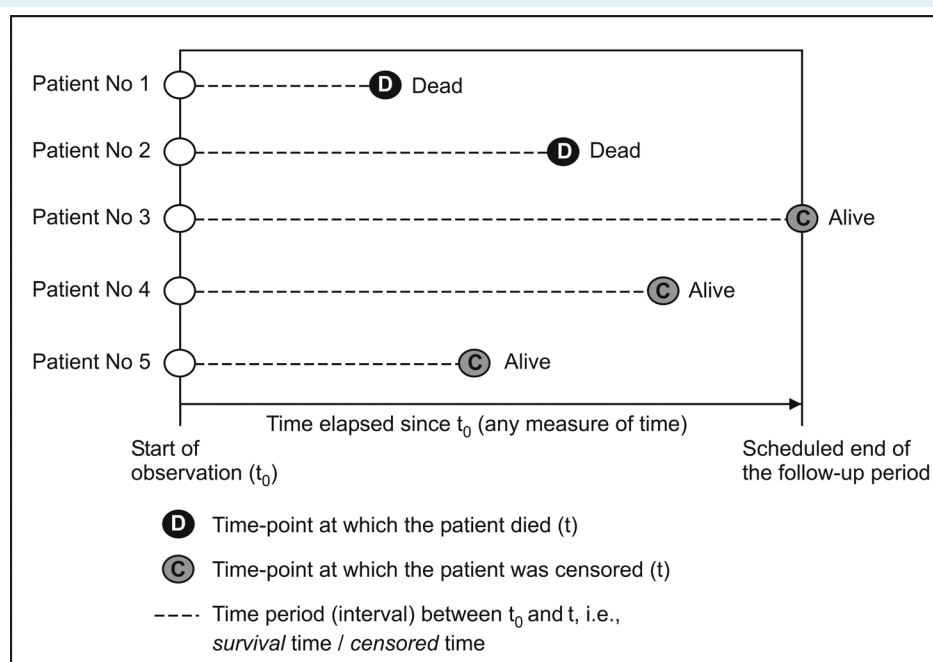 Patient No 1
D Dead
Patient No 2
D Dead
Patient No 3
C Alive
Patient No 4
C Alive
Patient No 5
C Alive
Time elapsed since t₀ (any measure of time)
Start of
observation (t₀)
Scheduled end of
the follow-up period
D Time-point at which the patient died (t)
C Time-point at which the patient was censored (t)
Time period (interval) between t₀ and t, i.e.,
survival time / censored time